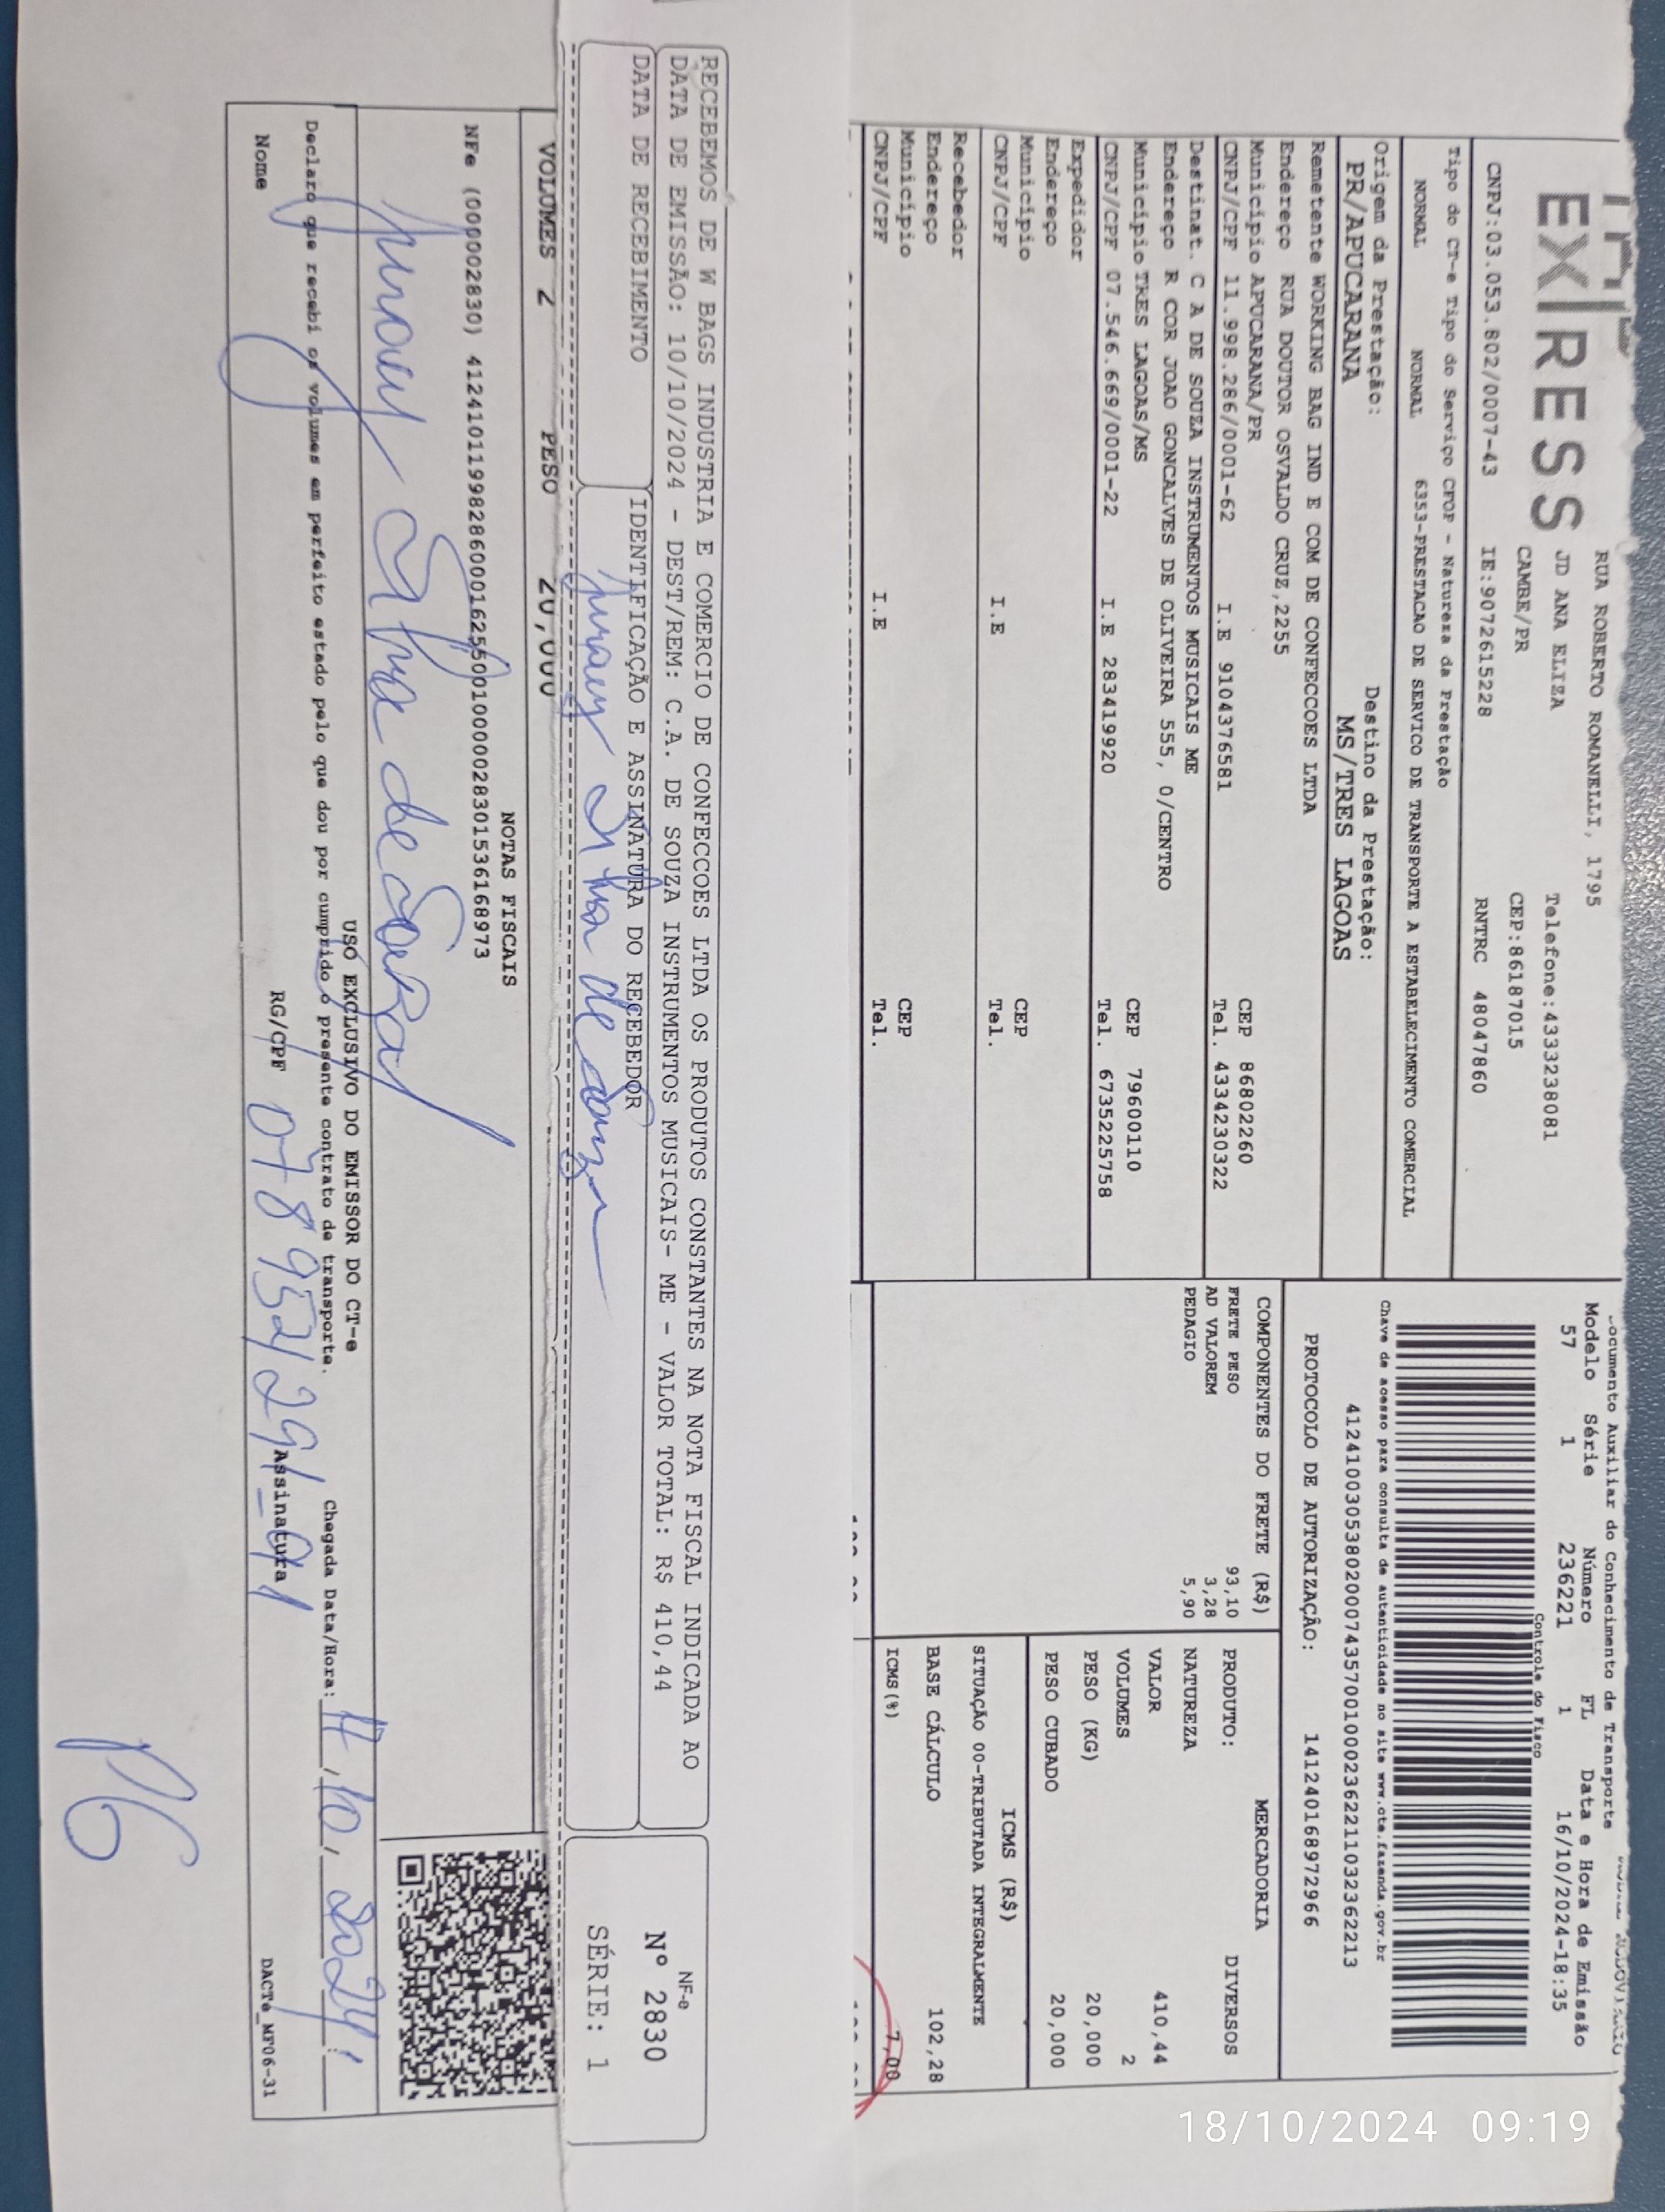 EXPRESS
RUA ROBERTO ROMANELLI, 1795
JD ANA ELIZA
Telefone:4333238081
CAMBE/PR
CEP:86187015
CNPJ:03.053.802/0007-43
IE:9072615228
RNTRC 48047860
Tipo do CT-e Tipo do Serviço CFOP - Natureza da Prestação
NORMAL NORMAL 6353-PRESTACAO DE SERVICO DE TRANSPORTE A ESTABELECIMENTO COMERCIAL
Origem da Prestação: Destino da Prestação:
PR/APUCARANA MS/TRES LAGOAS
Remetente WORKING BAG IND E COM DE CONFECCOES LTDA
Endereço RUA DOUTOR OSVALDO CRUZ,2255
Município APUCARANA/PR CEP 86802260
CNPJ/CPF 11.998.286/0001-62 I.E 9104376581 Tel. 4334230322
Destinat. C A DE SOUZA INSTRUMENTOS MUSICAIS ME
Endereço R COR JOAO GONCALVES DE OLIVEIRA 555, 0/CENTRO
Município TRES LAGOAS/MS CEP 79600110
CNPJ/CPF 07.546.669/0001-22 I.E 283419920 Tel. 6735225758
Expedidor
Endereço
Município CEP
CNPJ/CPF I.E Tel.
Recebedor
Endereço
Município CEP
CNPJ/CPF I.E Tel.
Documento Auxiliar do Conhecimento de Transporte
Modelo Série Número FL Data e Hora de Emissão
57 1 236221 1 16/10/2024-18:35
Controle do Fisco
Chave de acesso para consulta de autenticidade no site www.cte.fazenda.gov.br
41241003053802000743570010002362211032362213
PROTOCOLO DE AUTORIZAÇÃO: 141240168972966
COMPONENTES DO FRETE (R$)
FRETE PESO 93,10
AD VALOREM 3,28
PEDAGIO 5,90
MERCADORIA
PRODUTO: DIVERSOS
NATUREZA
VALOR 410,44
VOLUMES 2
PESO (KG) 20,000
PESO CUBADO 20,000
ICMS (R$)
SITUAÇÃO 00-TRIBUTADA INTEGRALMENTE
BASE CÁLCULO 102,28
ICMS(%) 7,00
RECEBEMOS DE W BAGS INDUSTRIA E COMERCIO DE CONFECCOES LTDA OS PRODUTOS CONSTANTES NA NOTA FISCAL INDICADA AO
DATA DE EMISSÃO: 10/10/2024 - DEST/REM: C.A. DE SOUZA INSTRUMENTOS MUSICAIS- ME - VALOR TOTAL: R$ 410,44
DATA DE RECEBIMENTO IDENTIFICAÇÃO E ASSINATURA DO RECEBEDOR
NF-e
Nº 2830
SÉRIE: 1
VOLUMES 2 PESO 20,000
NOTAS FISCAIS
NFe (000002830) 41241011998286000162550010000028301536168973
USO EXCLUSIVO DO EMISSOR DO CT-e
Declaro que recebi os volumes em perfeito estado pelo que dou por cumprido o presente contrato de transporte.
Chegada Data/Hora: 17/10/2024
Nome RG/CPF Assinatura
DACTe_MF06-31
18/10/2024 09:19